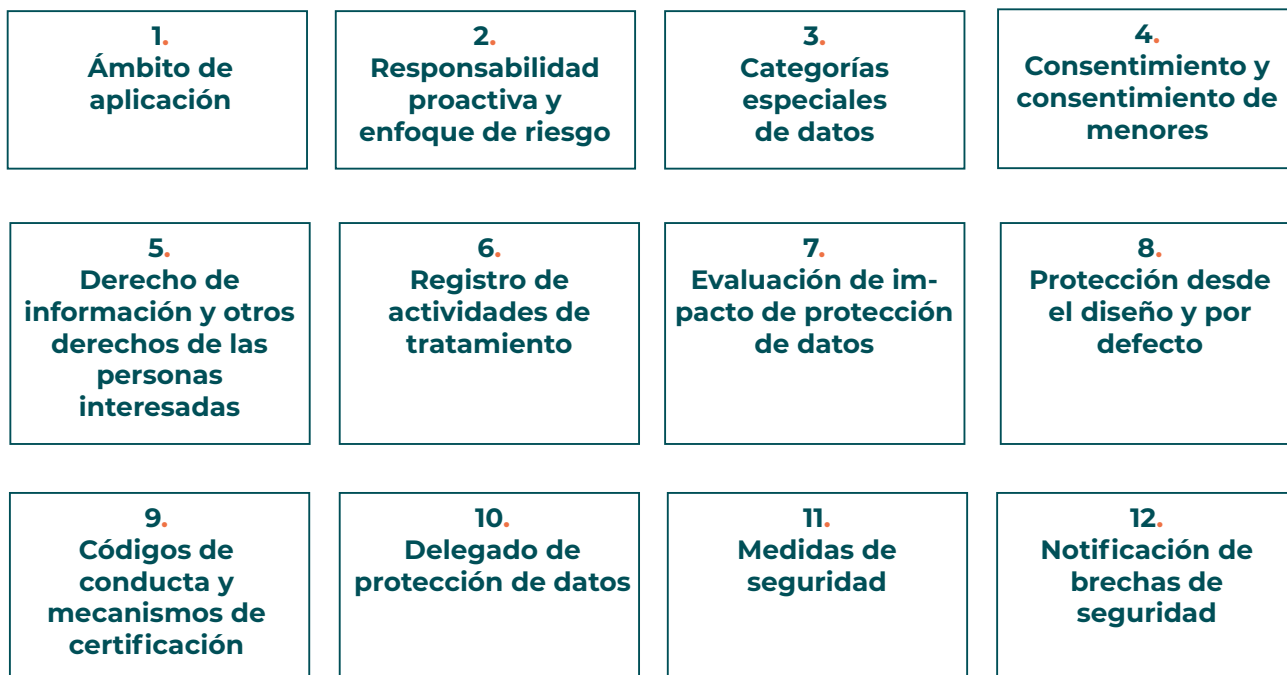 1.
Ámbito de
aplicación
2.
Responsabilidad
proactiva y
enfoque de riesgo
3.
Categorías
especiales
de datos
4.
Consentimiento y
consentimiento de
menores
5.
Derecho de
información y otros
derechos de las
personas
interesadas
6.
Registro de
actividades de
tratamiento
7.
Evaluación de im-
pacto de protección
de datos
8.
Protección desde
el diseño y por
defecto
9.
Códigos de
conducta y
mecanismos de
certificación
10.
Delegado de
protección de datos
11.
Medidas de
seguridad
12.
Notificación de
brechas de
seguridad